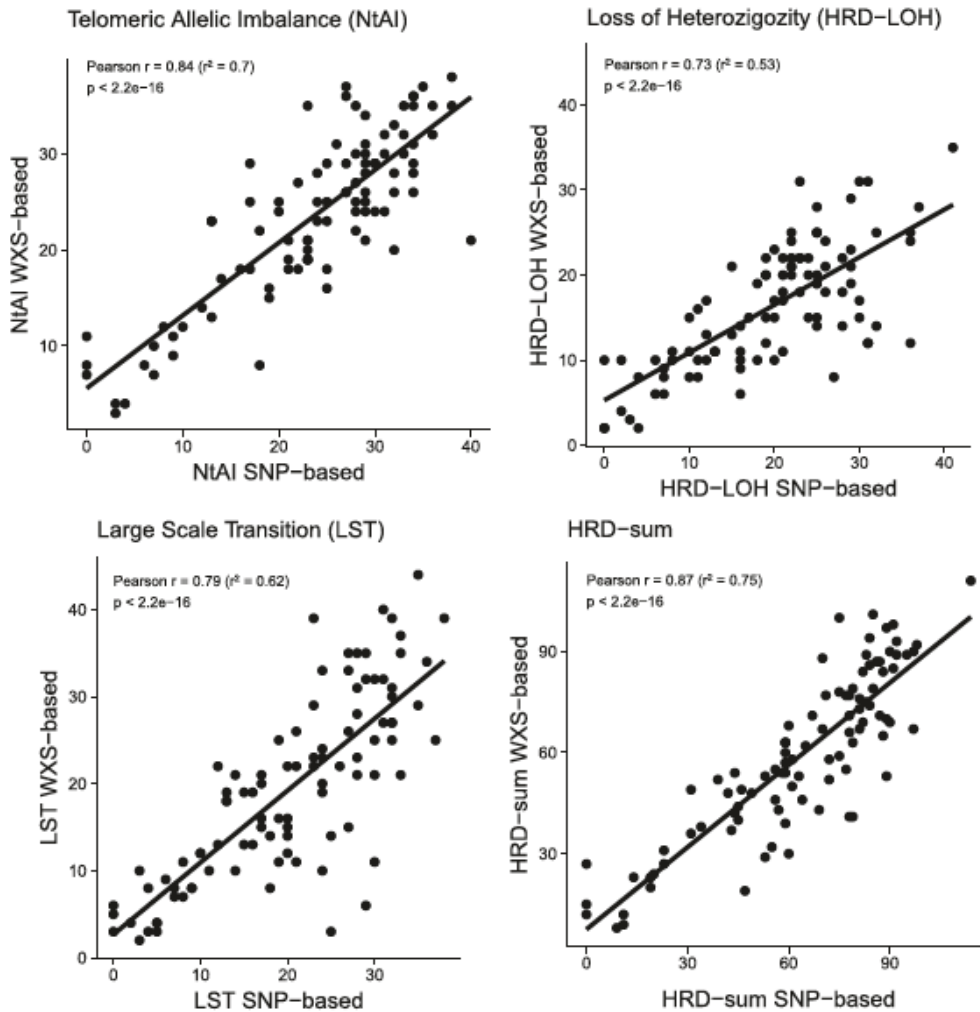 Telomeric Allelic Imbalance (NtAI)
Pearson r = 0.84 (r² = 0.7)
p < 2.2e−16
NtAI WXS−based
30
20
10
0
10
20
30
40
NtAI SNP−based
Loss of Heterozigozity (HRD−LOH)
Pearson r = 0.73 (r² = 0.53)
p < 2.2e−16
HRD−LOH WXS−based
40
30
20
10
0
0
10
20
30
40
HRD−LOH SNP−based
Large Scale Transition (LST)
Pearson r = 0.79 (r² = 0.62)
p < 2.2e−16
LST WXS−based
40
30
20
10
0
0
10
20
30
LST SNP−based
HRD−sum
Pearson r = 0.87 (r² = 0.75)
p < 2.2e−16
HRD−sum WXS−based
90
60
30
0
30
60
90
HRD−sum SNP−based